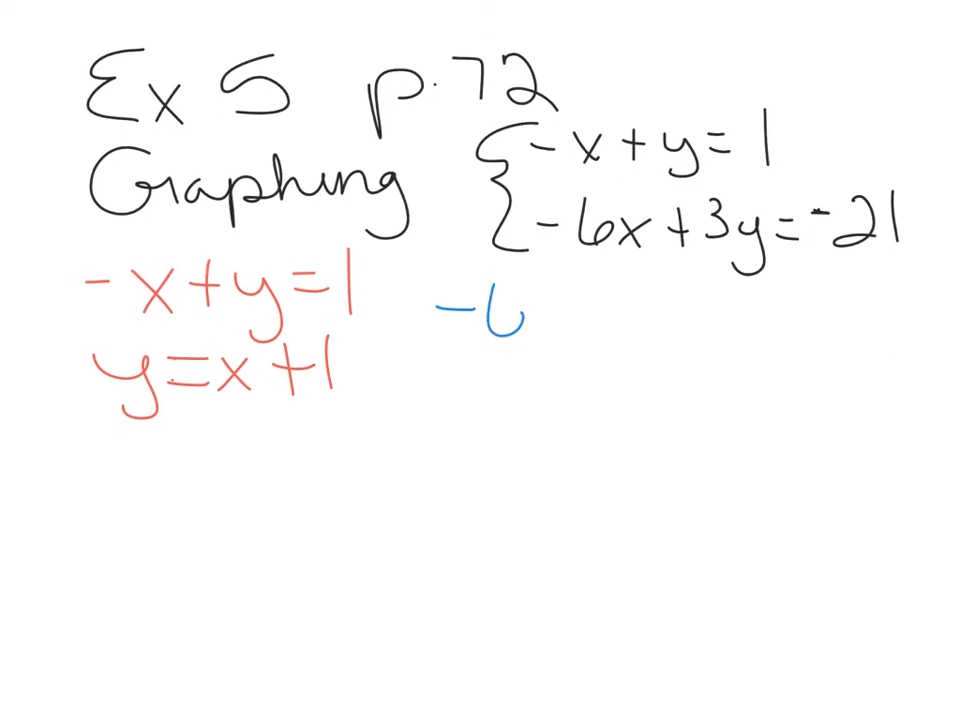 Ex 5 p.72
Graphing
{ -x + y = 1
-6x + 3y = -21
-x + y = 1
y = x + 1
-6